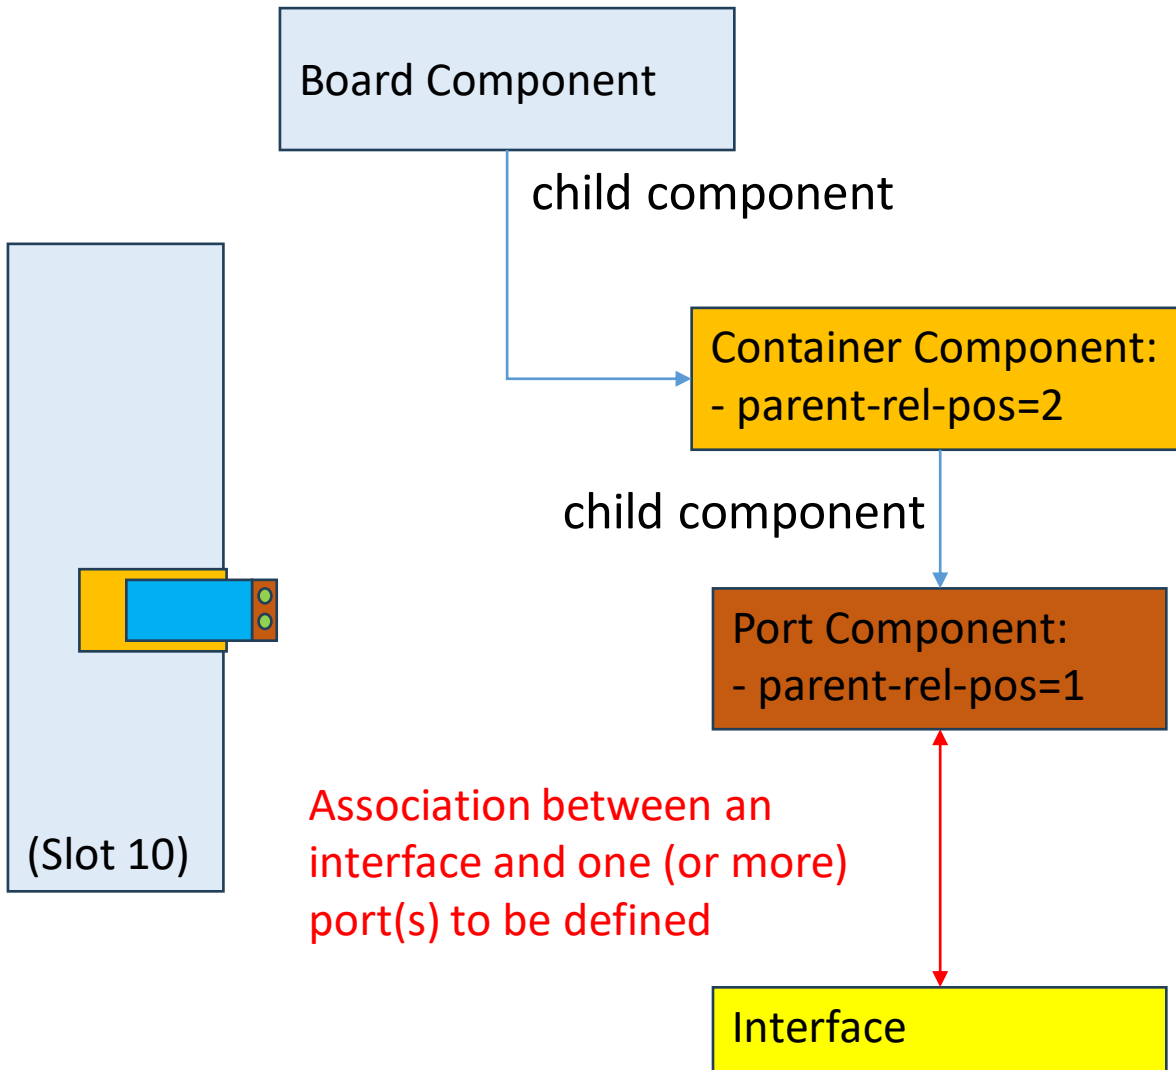 Board Component
child component
Container Component:
- parent-rel-pos=2
child component
Port Component:
- parent-rel-pos=1
Association between an
interface and one (or more)
port(s) to be defined
(Slot 10)
Interface